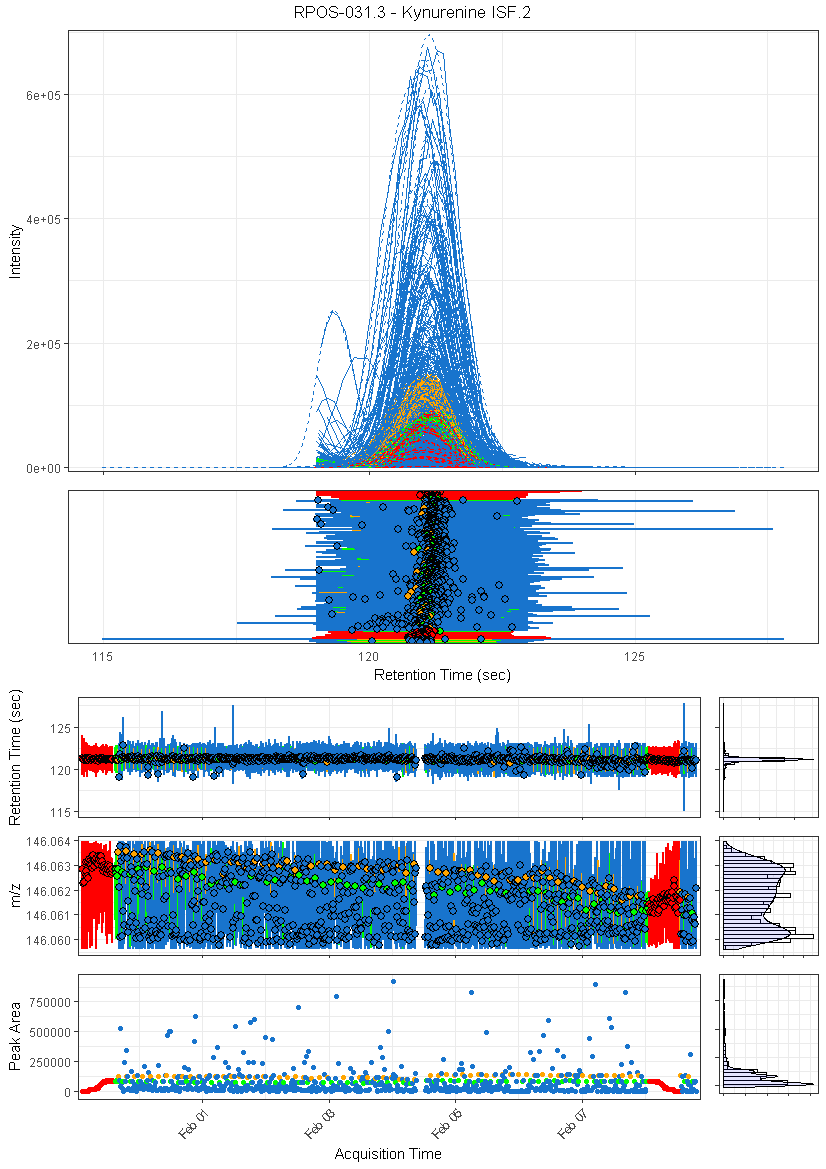 RPOS-031.3 - Kynurenine ISF.2
Intensity
6e+05
4e+05
2e+05
0e+00
115
120
125
Retention Time (sec)
Retention Time (sec)
125
120
115
m/z
146.064
146.063
146.062
146.061
146.060
Peak Area
750000
500000
250000
0
Feb 01
Feb 03
Feb 05
Feb 07
Acquisition Time